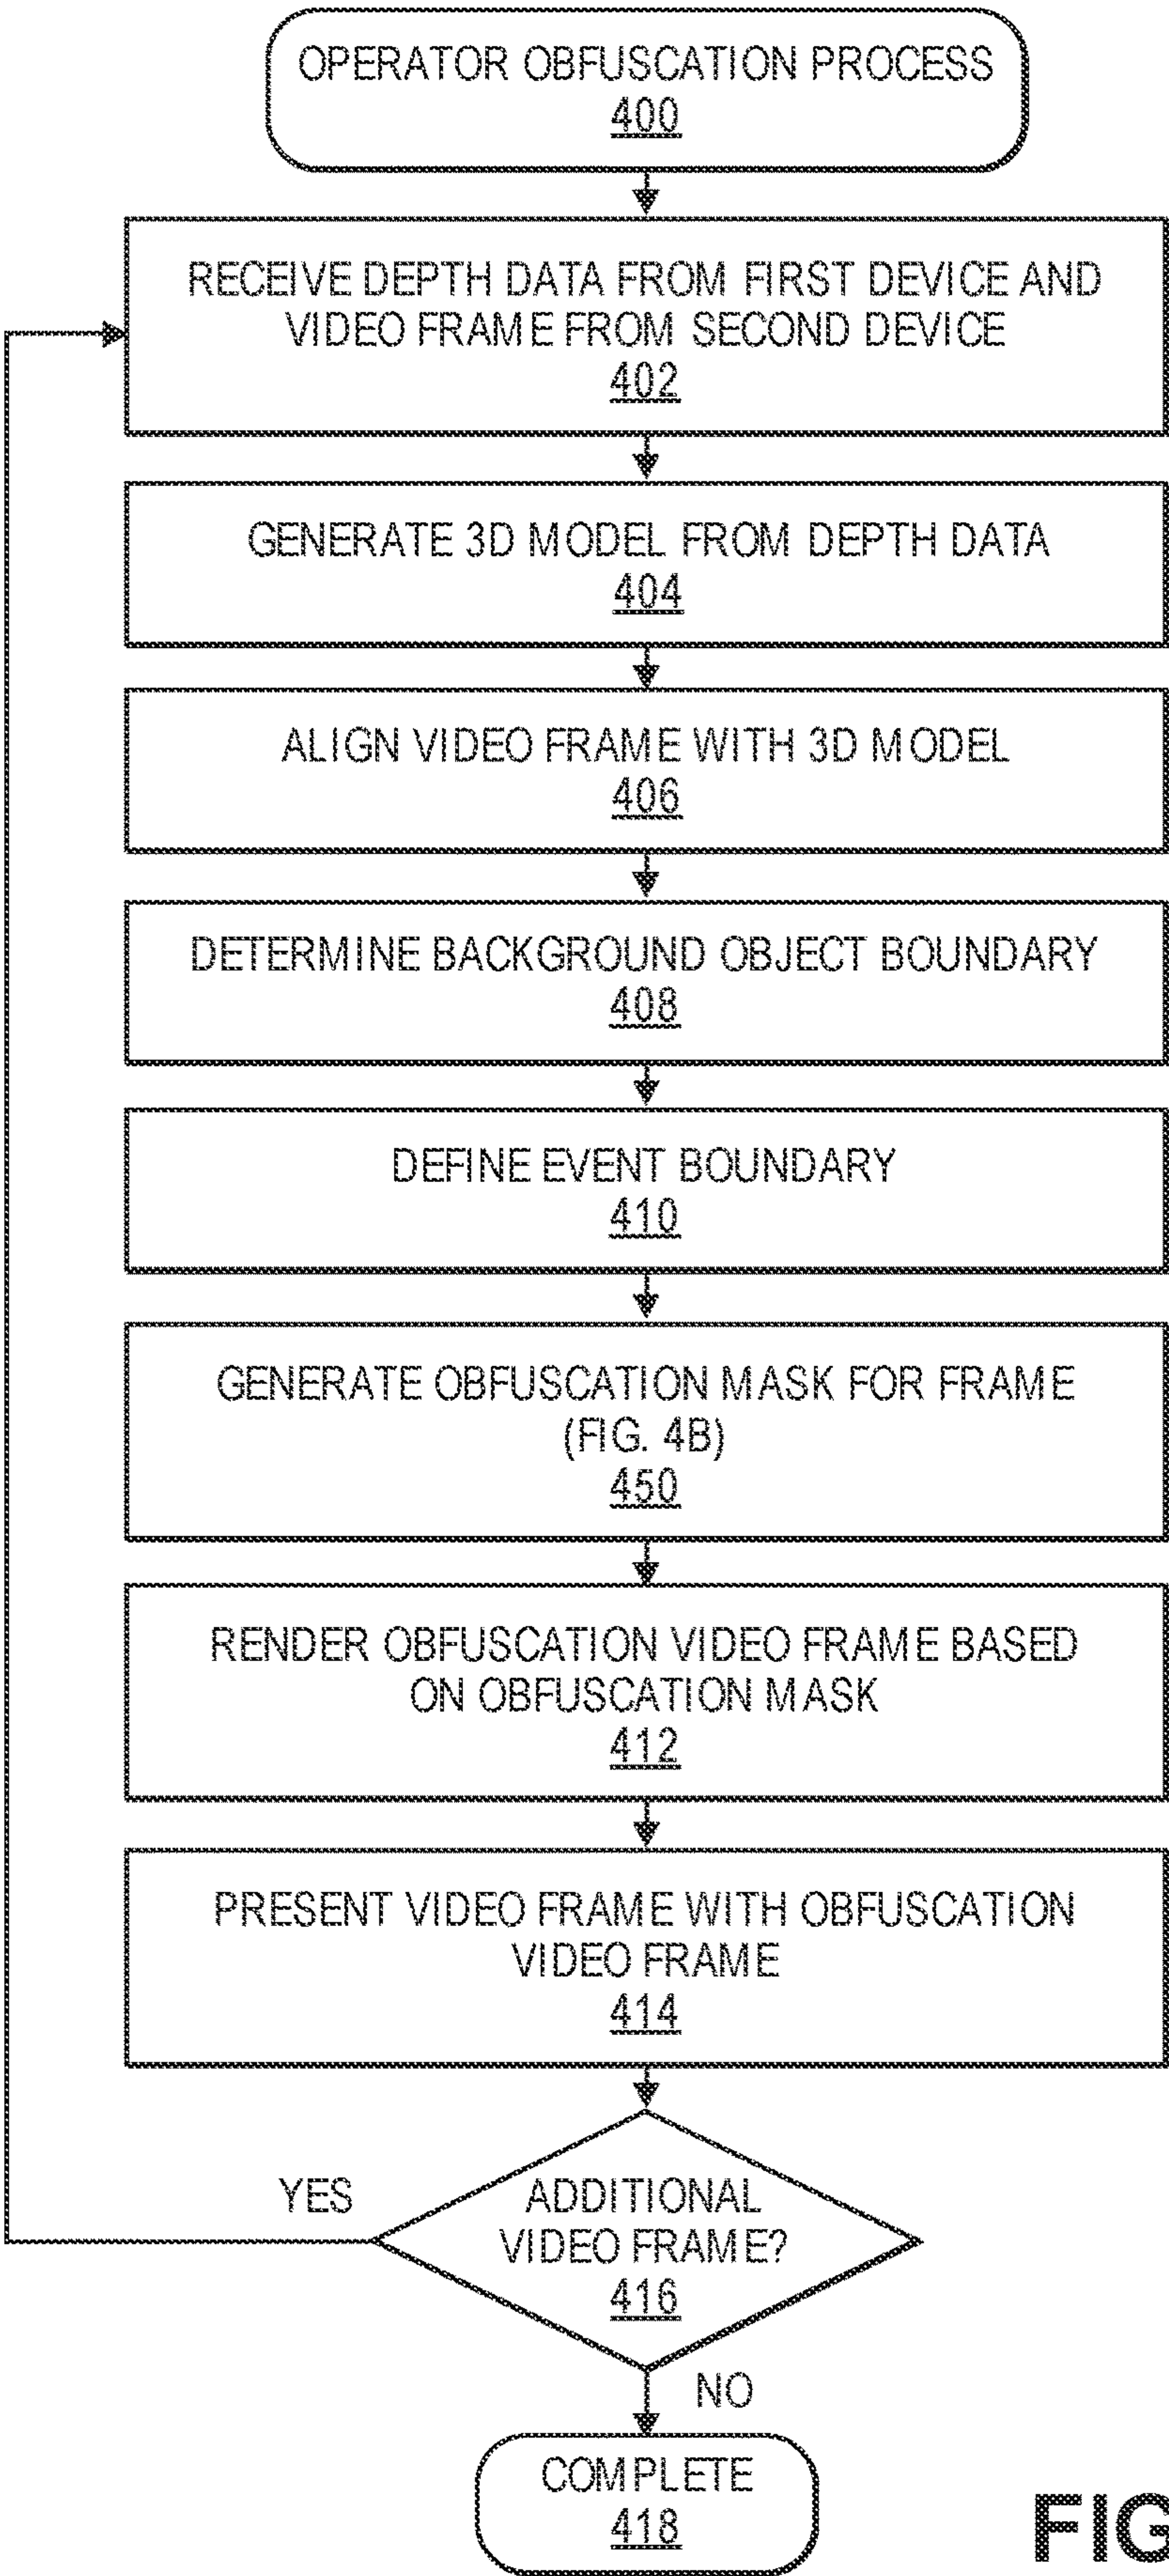 OPERATOR OBFUSCATION PROCESS
400
RECEIVE DEPTH DATA FROM FIRST DEVICE AND
VIDEO FRAME FROM SECOND DEVICE
402
GENERATE 3D MODEL FROM DEPTH DATA
404
ALIGN VIDEO FRAME WITH 3D MODEL
406
DETERMINE BACKGROUND OBJECT BOUNDARY
408
DEFINE EVENT BOUNDARY
410
GENERATE OBFUSCATION MASK FOR FRAME
(FIG. 4B)
450
RENDER OBFUSCATION VIDEO FRAME BASED
ON OBFUSCATION MASK
412
PRESENT VIDEO FRAME WITH OBFUSCATION
VIDEO FRAME
414
YES
ADDITIONAL
VIDEO FRAME?
416
NO
COMPLETE
418
FIG